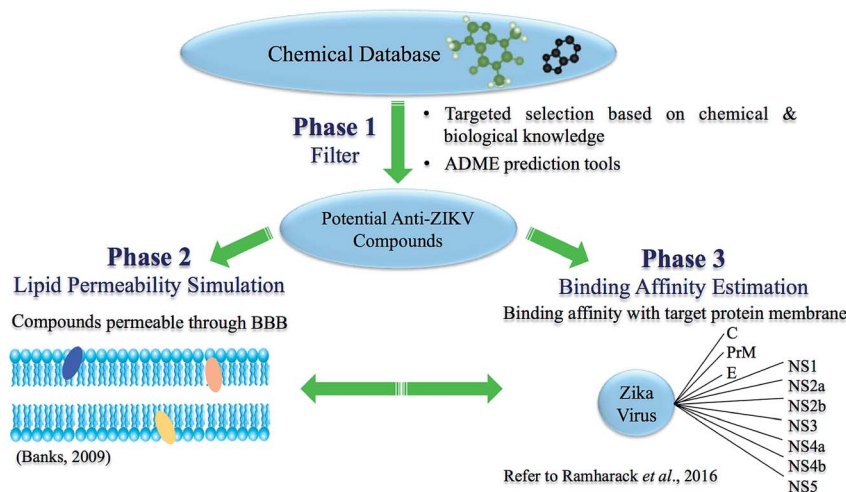 Chemical Database
Phase 1
Filter
• Targeted selection based on chemical &
biological knowledge
• ADME prediction tools
Potential Anti-ZIKV
Compounds
Phase 2
Lipid Permeability Simulation
Compounds permeable through BBB
(Banks, 2009)
Phase 3
Binding Affinity Estimation
Binding affinity with target protein membrane
Zika
Virus
C
PrM
E
NS1
NS2a
NS2b
NS3
NS4a
NS4b
NS5
Refer to Ramharack et al., 2016